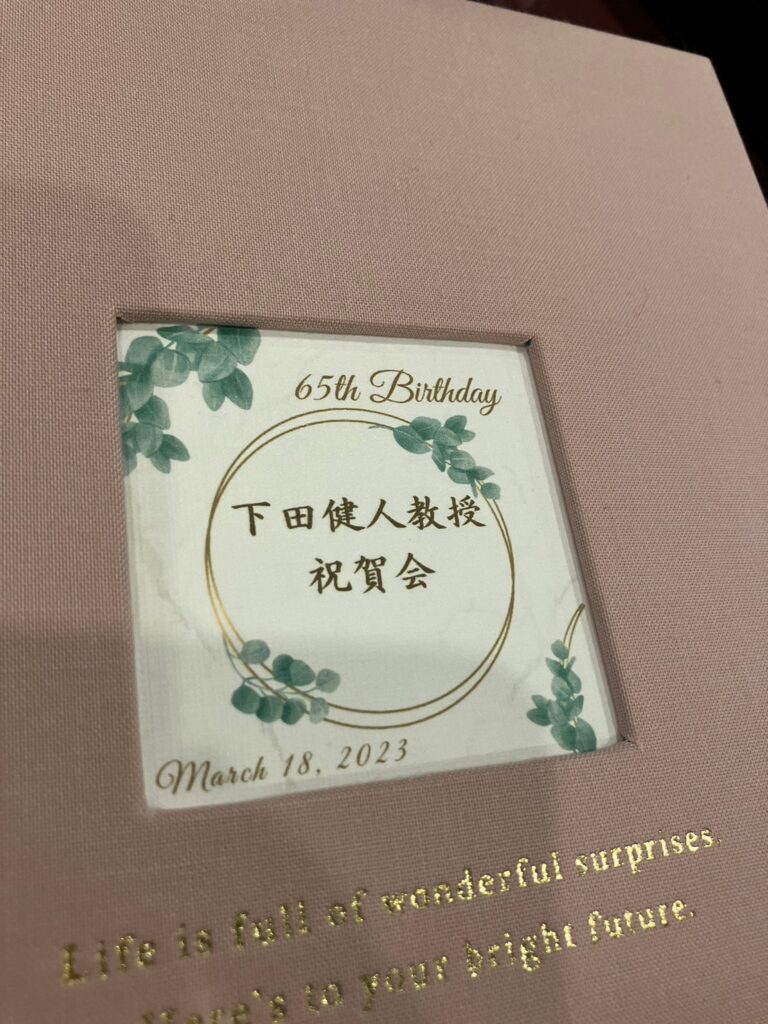 65th Birthday
下田健人教授
祝賀会
March 18, 2023
Life is full of wonderful surprises.
Here's to your bright future.